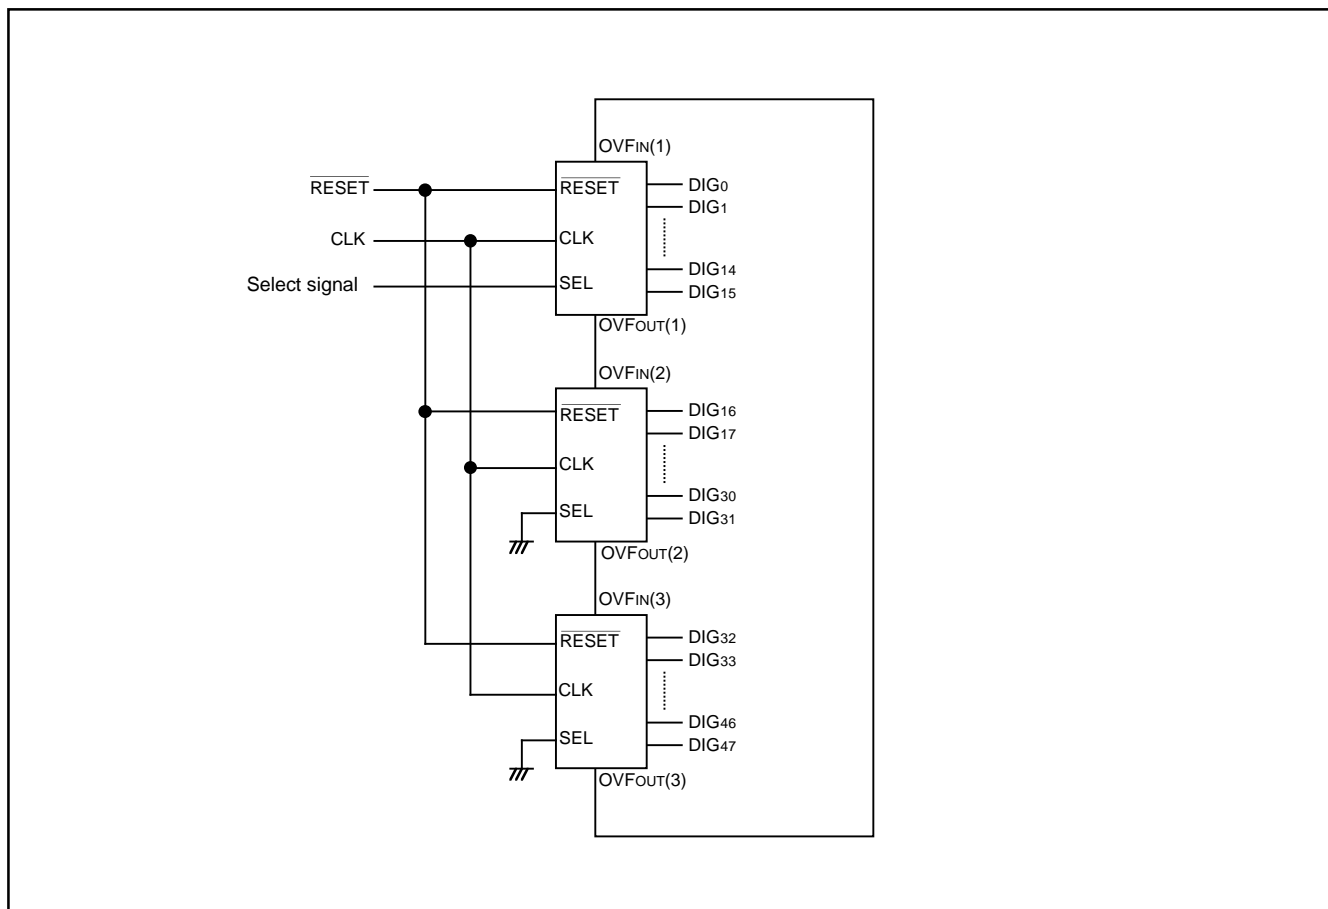 OVFIN(1)
RESET
RESET
DIG0
DIG1
CLK
CLK
Select signal
SEL
DIG14
DIG15
OVFOUT(1)
OVFIN(2)
RESET
DIG16
DIG17
CLK
SEL
DIG30
DIG31
OVFOUT(2)
OVFIN(3)
RESET
DIG32
DIG33
CLK
SEL
DIG46
DIG47
OVFOUT(3)